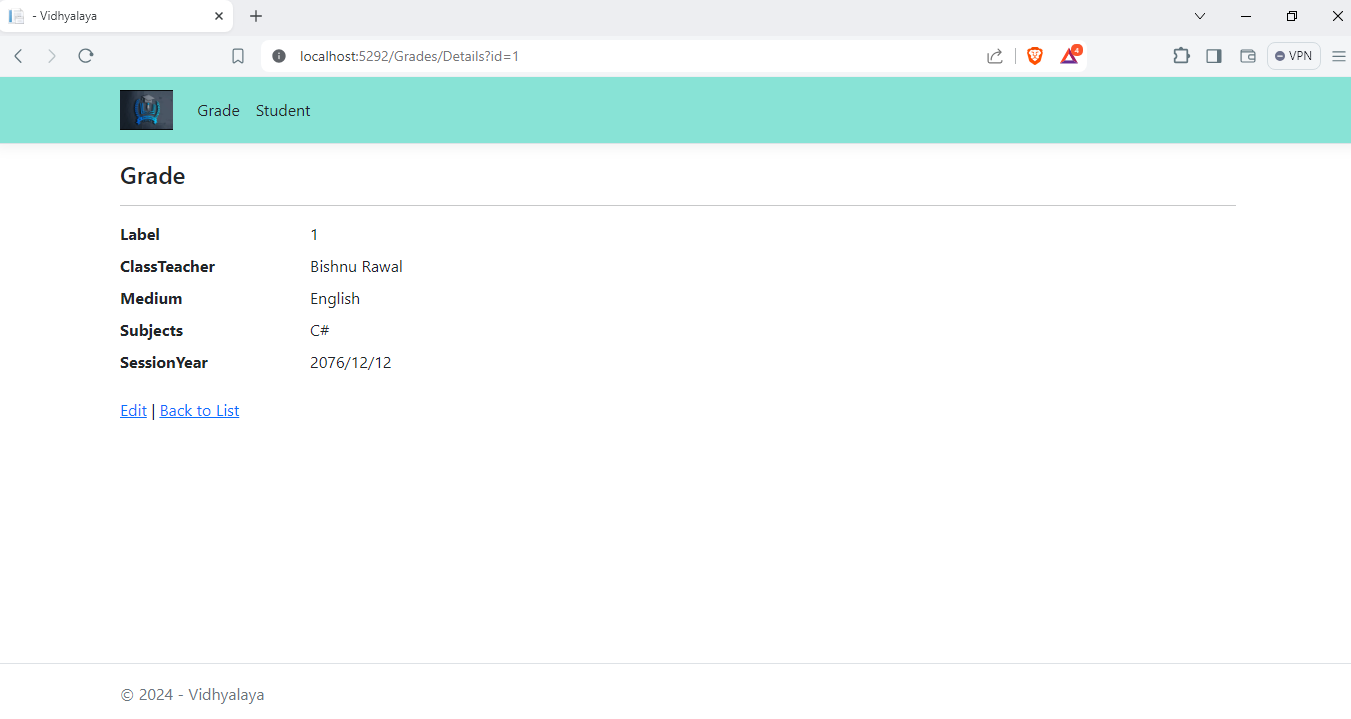 - Vidhyalaya
localhost:5292/Grades/Details?id=1
4
VPN
Grade Student
Grade
Label 1
ClassTeacher Bishnu Rawal
Medium English
Subjects C#
SessionYear 2076/12/12
Edit | Back to List
© 2024 - Vidhyalaya